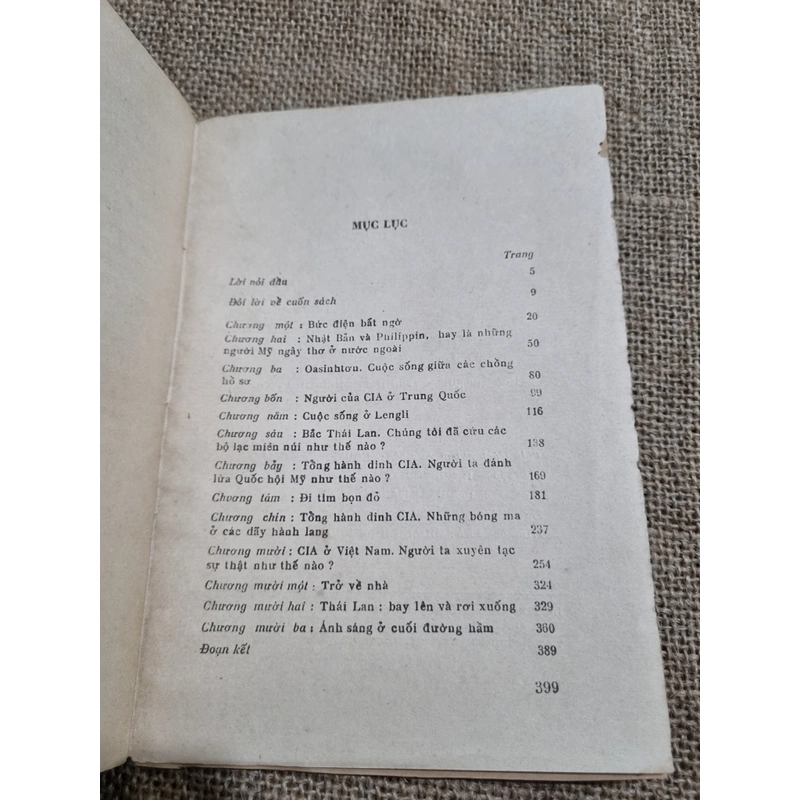 MỤC LỤC
Trang
Lời nói đầu 5
Đôi lời về cuốn sách 9
Chương một : Bức điện bất ngờ 20
Chương hai : Nhật Bản và Philippin, hay là những
người Mỹ ngây thơ ở nước ngoài 50
Chương ba : Oasinhtơn. Cuộc sống giữa các chồng
hồ sơ 80
Chương bốn : Người của CIA ở Trung Quốc 99
Chương năm : Cuộc sống ở Lengli 116
Chương sáu : Bắc Thái Lan. Chúng tôi đã cứu các
bộ lạc miền núi như thế nào ? 138
Chương bảy : Tổng hành dinh CIA. Người ta đánh
lừa Quốc hội Mỹ như thế nào ? 169
Chương tám : Đi tìm bọn đỏ 181
Chương chín : Tổng hành dinh CIA. Những bóng ma
ở các dãy hành lang 237
Chương mười : CIA ở Việt Nam. Người ta xuyên tạc
sự thật như thế nào ? 254
Chương mười một : Trở về nhà 324
Chương mười hai : Thái Lan : bay lên và rơi xuống 329
Chương mười ba : Ánh sáng ở cuối đường hầm 360
Đoạn kết 389
399